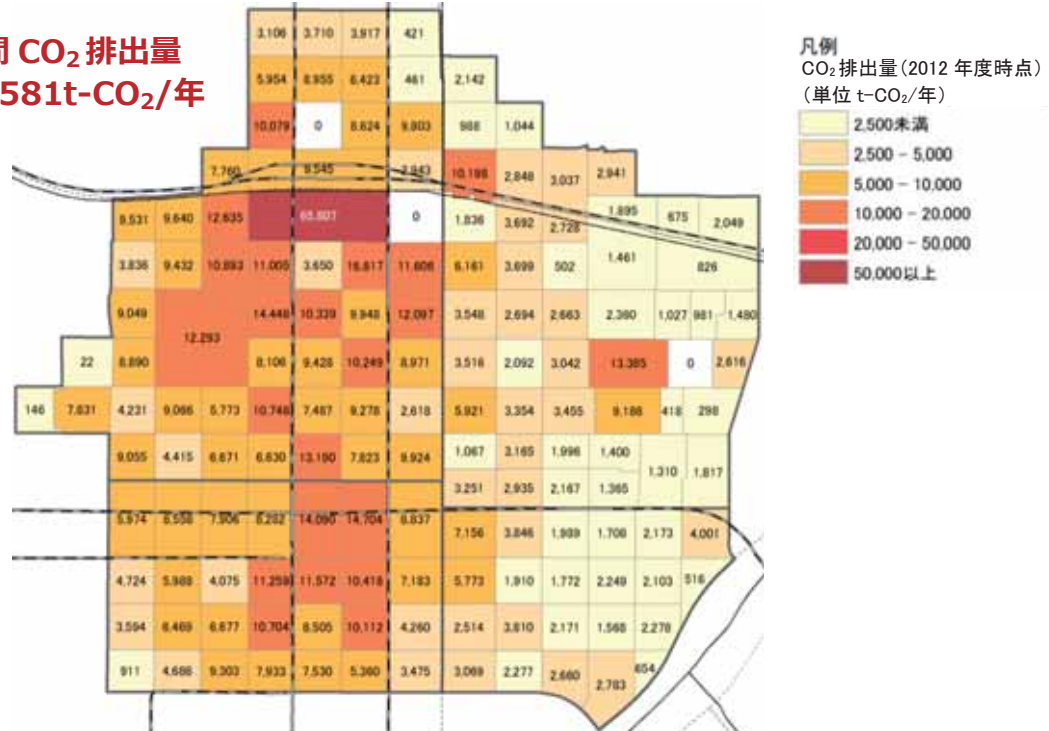 CO₂ 排出量
581t-CO₂/年
凡例
CO₂ 排出量(2012 年度時点)
(単位 t-CO₂/年)
2,500未満
2,500 - 5,000
5,000 - 10,000
10,000 - 20,000
20,000 - 50,000
50,000以上
3,106 3,710 3,917 421
5,954 8,955 6,423 461 2,142
10,079 0 8,624 9,803 988 1,044
7,760 9,545 2,943 10,198 2,848 3,037 2,941
9,531 9,640 12,635 0 1,836 3,692 2,728 1,895 675 2,049
3,836 9,432 10,893 11,005 3,650 16,817 11,606 6,161 3,699 502 1,461 826
9,049 14,448 10,339 9,948 12,097 3,548 2,694 2,663 2,360 1,027 981 1,480
12,293
22 8,890 8,106 9,428 10,249 8,971 3,516 2,092 3,042 13,385 0 2,616
146 7,631 4,231 9,066 5,773 10,748 7,487 9,278 2,618 5,921 3,354 3,455 9,186 418 298
9,055 4,415 6,671 6,630 13,190 7,823 9,924 1,067 3,165 1,996 1,400
1,310 1,817
3,251 2,935 2,167 1,365
5,974 6,558 7,906 6,282 14,090 14,704 8,837
7,156 3,846 1,989 1,708 2,173 4,001
4,724 5,988 4,075 11,259 11,572 10,418 7,183 5,773 1,910 1,772 2,249 2,103 516
3,594 6,469 6,677 10,704 8,505 10,112 4,260 2,514 3,810 2,171 1,568 2,278
911 4,686 9,303 7,933 7,530 5,360 3,475 3,069 2,277 2,660 2,783 654